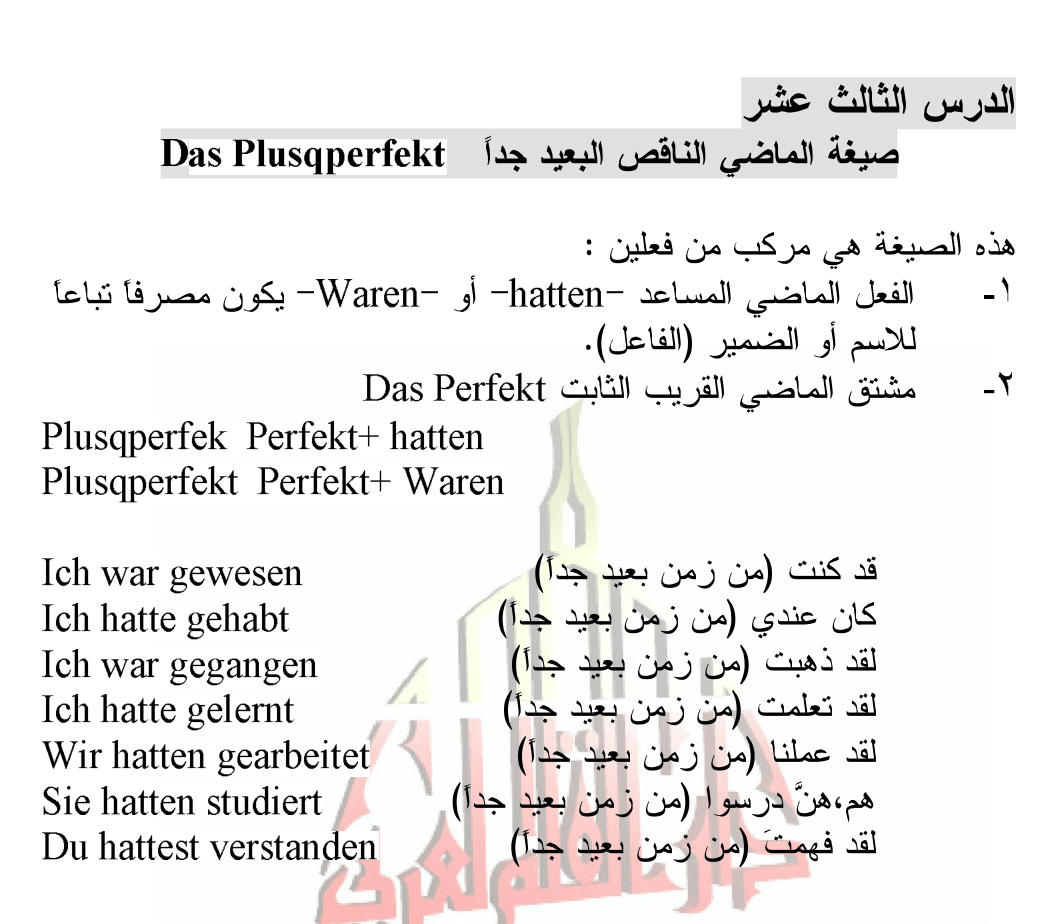 الدرس الثالث عشر
صيغة الماضي الناقص البعيد جداً Das Plusqperfekt
هذه الصيغة هي مركب من فعلين :
١- الفعل الماضي المساعد –hatten– أو –Waren– يكون مصرفاً تباعاً
للاسم أو الضمير (الفاعل).
٢- مشتق الماضي القريب الثابت Das Perfekt
Plusqperfek Perfekt+ hatten
Plusqperfekt Perfekt+ Waren
Ich war gewesen قد كنت (من زمن بعيد جداً)
Ich hatte gehabt كان عندي (من زمن بعيد جداً)
Ich war gegangen لقد ذهبت (من زمن بعيد جداً)
Ich hatte gelernt لقد تعلمت (من زمن بعيد جداً)
Wir hatten gearbeitet لقد عملنا (من زمن بعيد جداً)
Sie hatten studiert هم،هنَّ درسوا (من زمن بعيد جداً)
Du hattest verstanden لقد فهمتَ (من زمن بعيد جداً)
دار القلم العربي